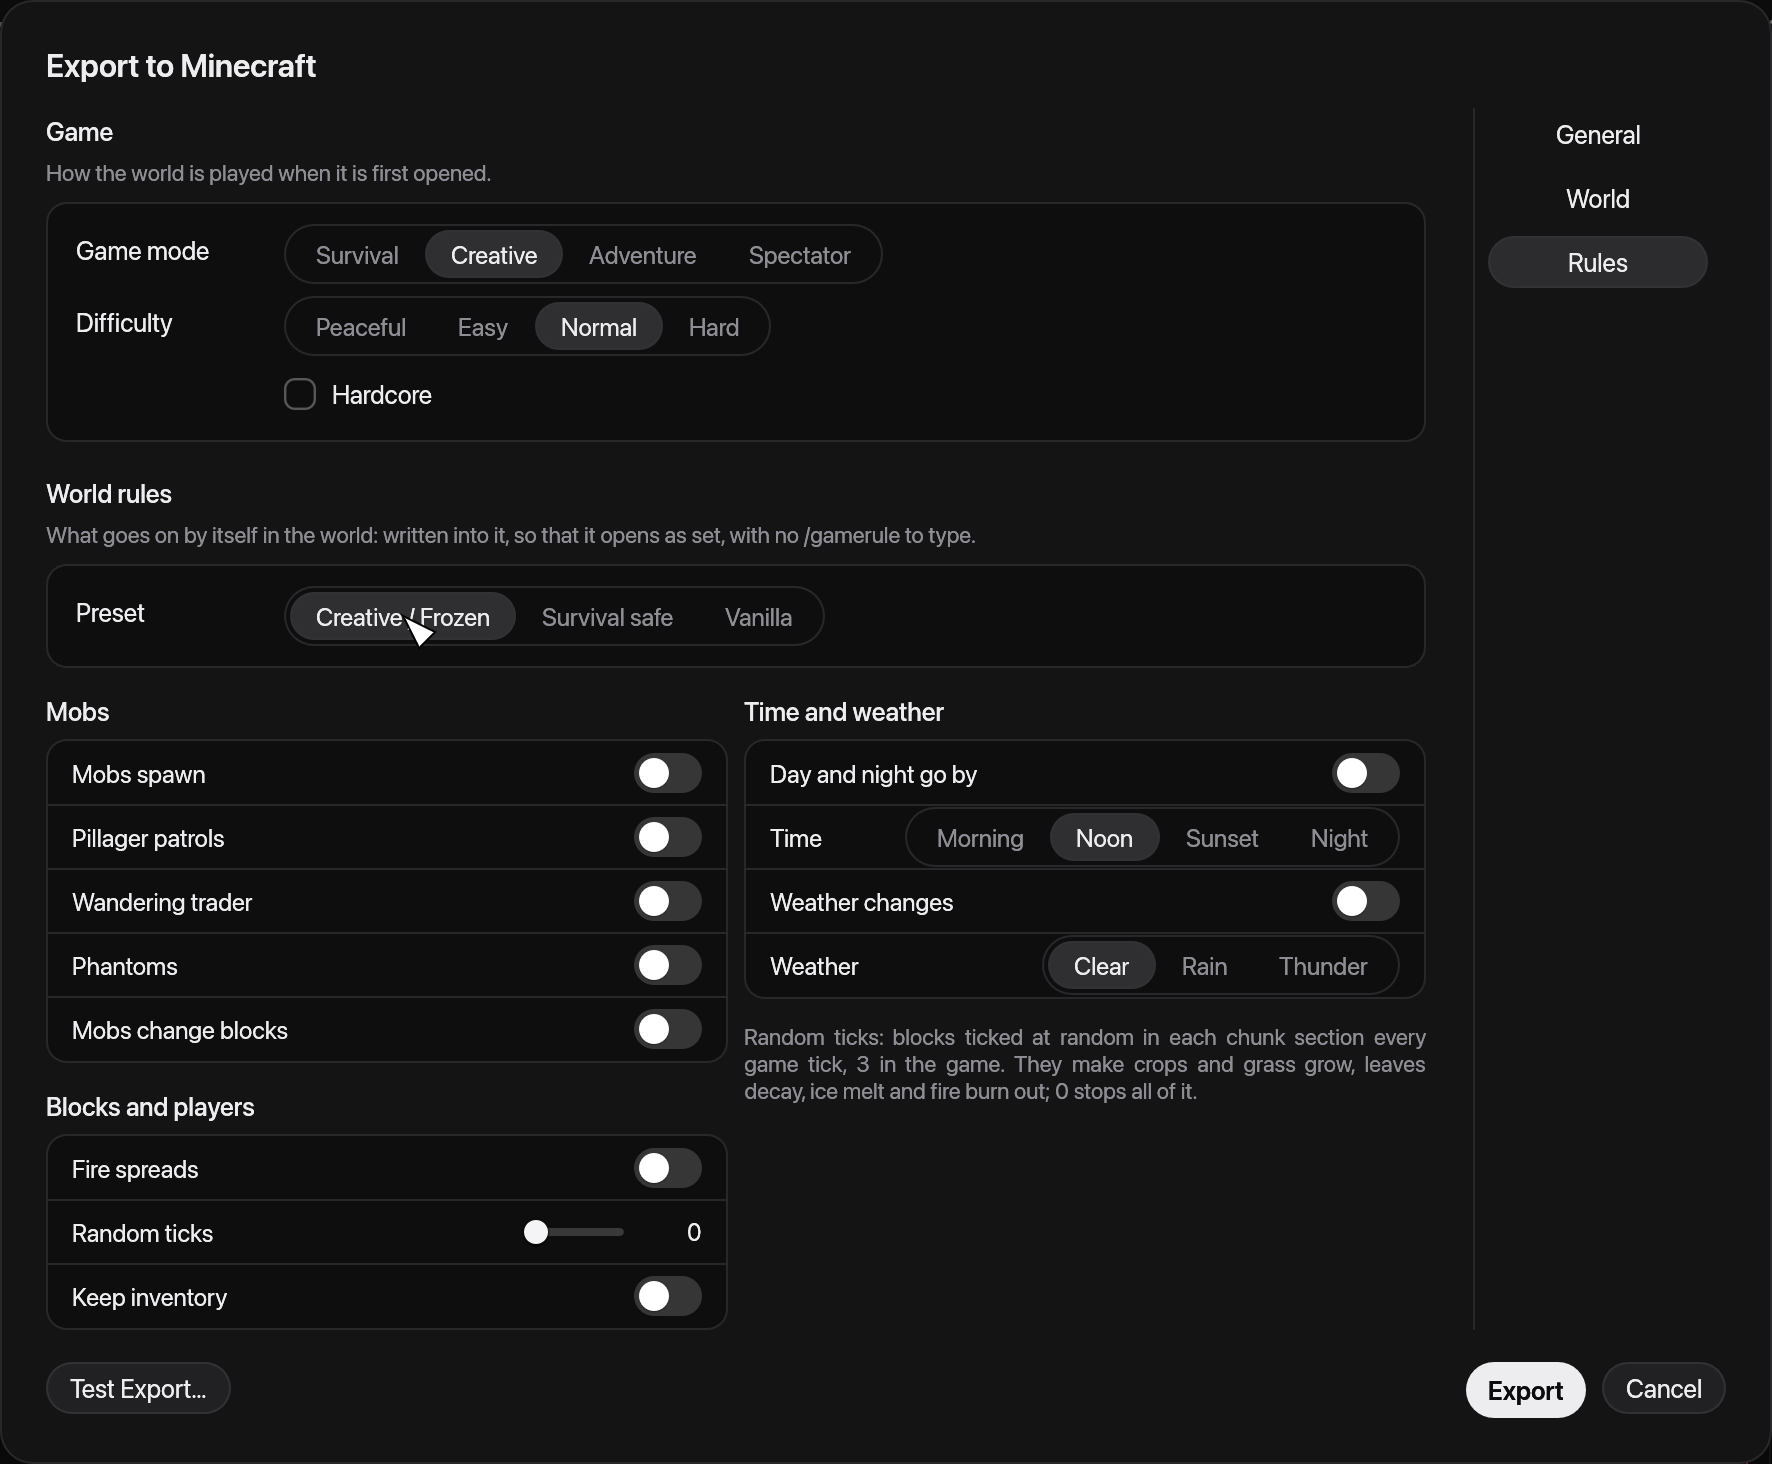 Export to Minecraft
Game
How the world is played when it is first opened.
Game mode
Survival
Creative
Adventure
Spectator
Difficulty
Peaceful
Easy
Normal
Hard
Hardcore
World rules
What goes on by itself in the world: written into it, so that it opens as set, with no /gamerule to type.
Preset
Creative / Frozen
Survival safe
Vanilla
Mobs
Mobs spawn
Pillager patrols
Wandering trader
Phantoms
Mobs change blocks
Blocks and players
Fire spreads
Random ticks
0
Keep inventory
Time and weather
Day and night go by
Time
Morning
Noon
Sunset
Night
Weather changes
Weather
Clear
Rain
Thunder
Random ticks: blocks ticked at random in each chunk section every
game tick, 3 in the game. They make crops and grass grow, leaves
decay, ice melt and fire burn out; 0 stops all of it.
General
World
Rules
Test Export...
Export
Cancel